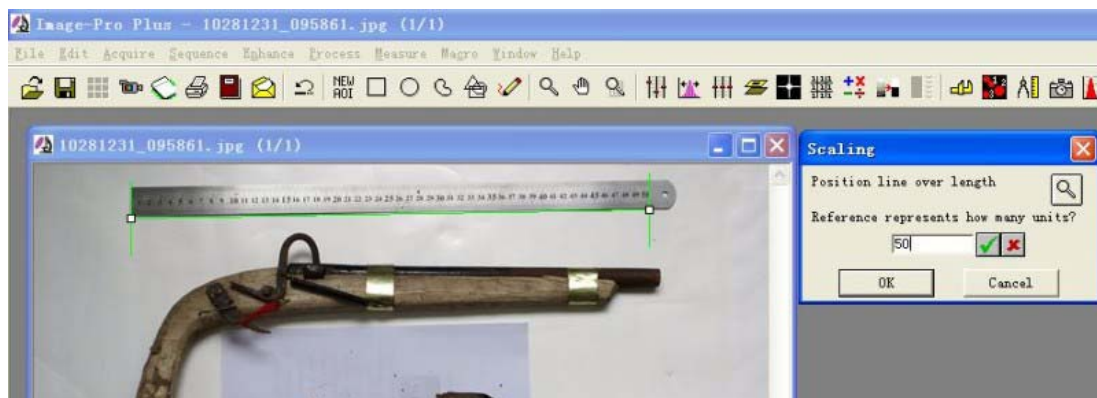 Image-Pro Plus - 10281231_095861.jpg (1/1)
File Edit Acquire Sequence Enhance Process Measure Macro Window Help
NEW
AOI
10281231_095861.jpg (1/1)
Scaling
Position line over length
Reference represents how many units?
50
OK Cancel